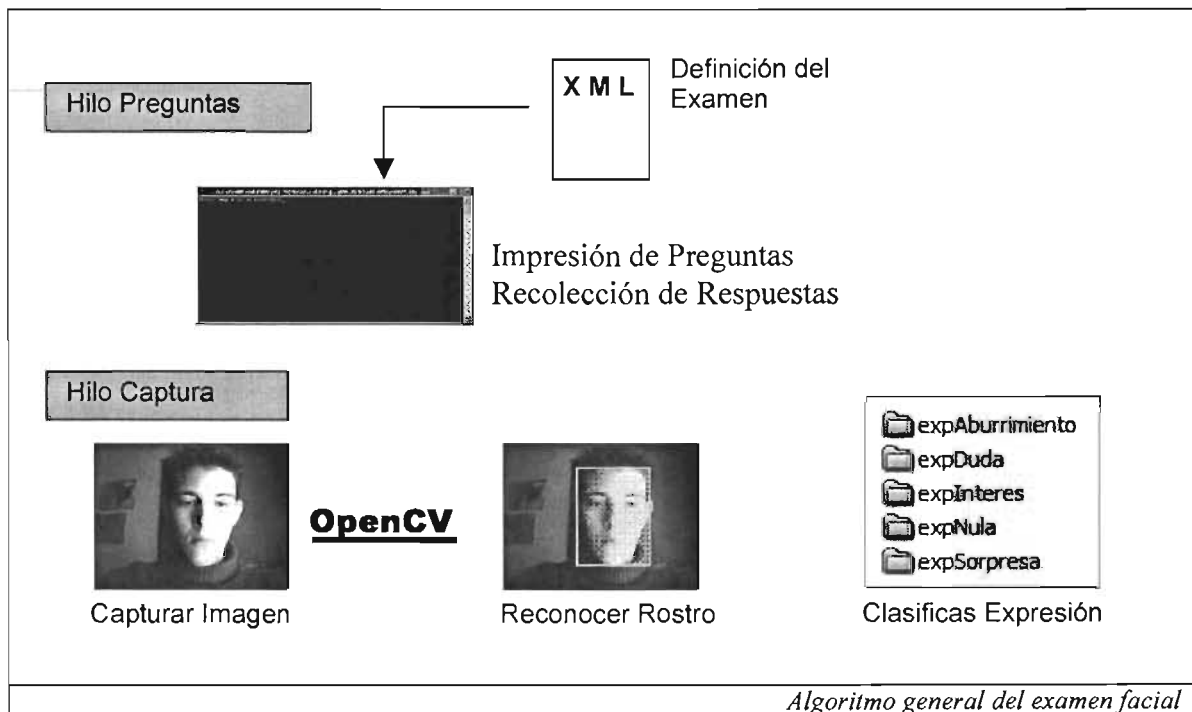 Hilo Preguntas
X M L
Definición del
Examen
Impresión de Preguntas
Recolección de Respuestas
Hilo Captura
OpenCV
expAburrimiento
expDuda
expInteres
expNula
expSorpresa
Capturar Imagen
Reconocer Rostro
Clasificas Expresión
Algoritmo general del examen facial